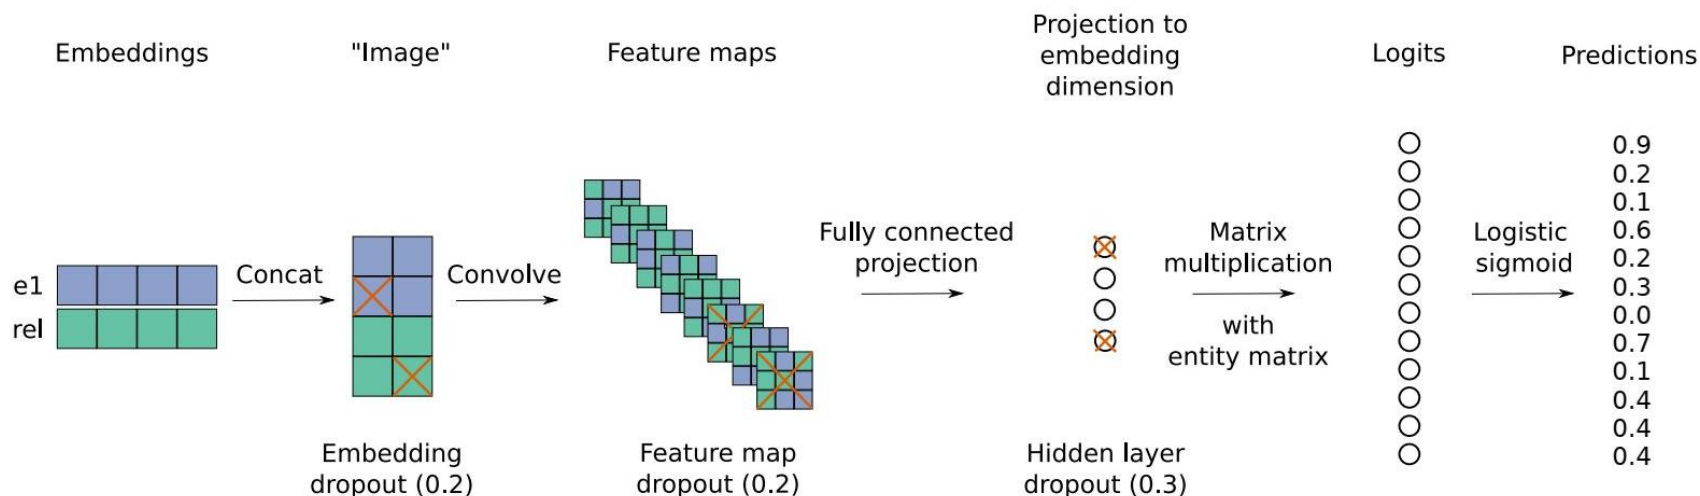 Embeddings
"Image"
Feature maps
Projection to
embedding
dimension
Logits
Predictions
e1
rel
Concat
Convolve
Fully connected
projection
Matrix
multiplication
with
entity matrix
Logistic
sigmoid
0.9
0.2
0.1
0.6
0.2
0.3
0.0
0.7
0.1
0.4
0.4
0.4
Embedding
dropout (0.2)
Feature map
dropout (0.2)
Hidden layer
dropout (0.3)